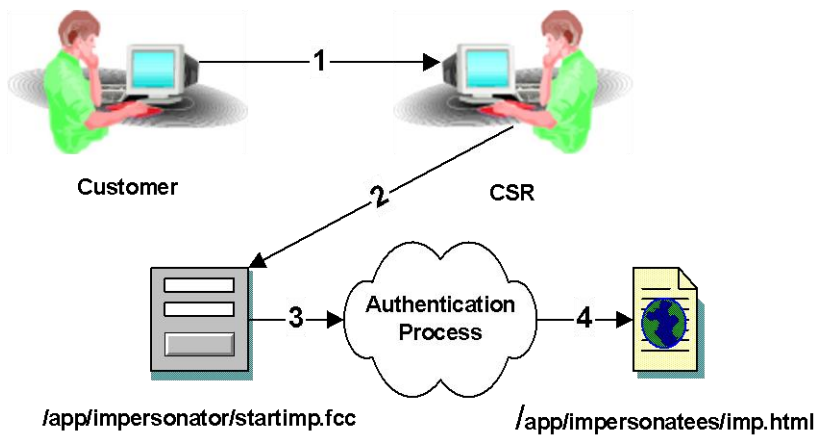 1
Customer
CSR
2
3
Authentication
Process
4
/app/impersonator/startimp.fcc
/app/impersonatees/imp.html